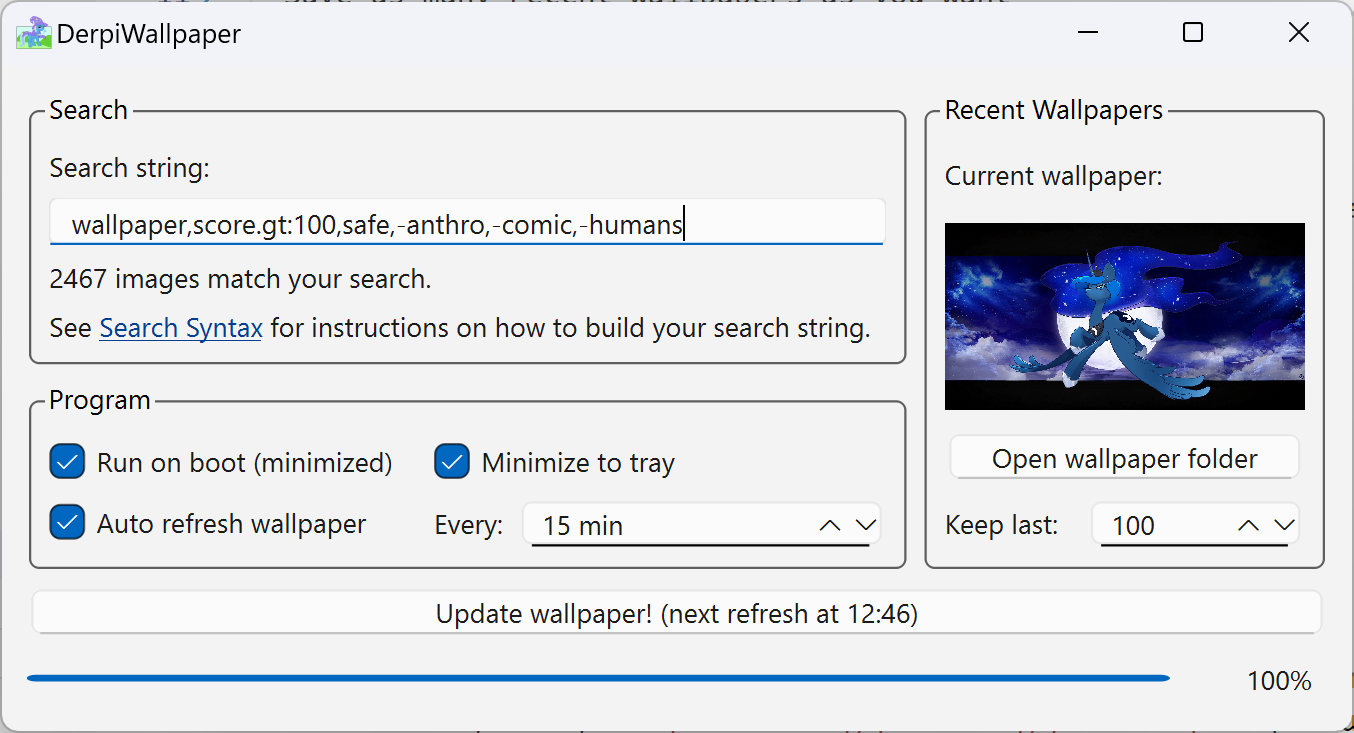 DerpiWallpaper
Search
Search string:
wallpaper,score.gt:100,safe,-anthro,-comic,-humans
2467 images match your search.
See Search Syntax for instructions on how to build your search string.
Program
Run on boot (minimized)
Minimize to tray
Auto refresh wallpaper
Every:
15 min
Recent Wallpapers
Current wallpaper:
Open wallpaper folder
Keep last:
100
Update wallpaper! (next refresh at 12:46)
100%